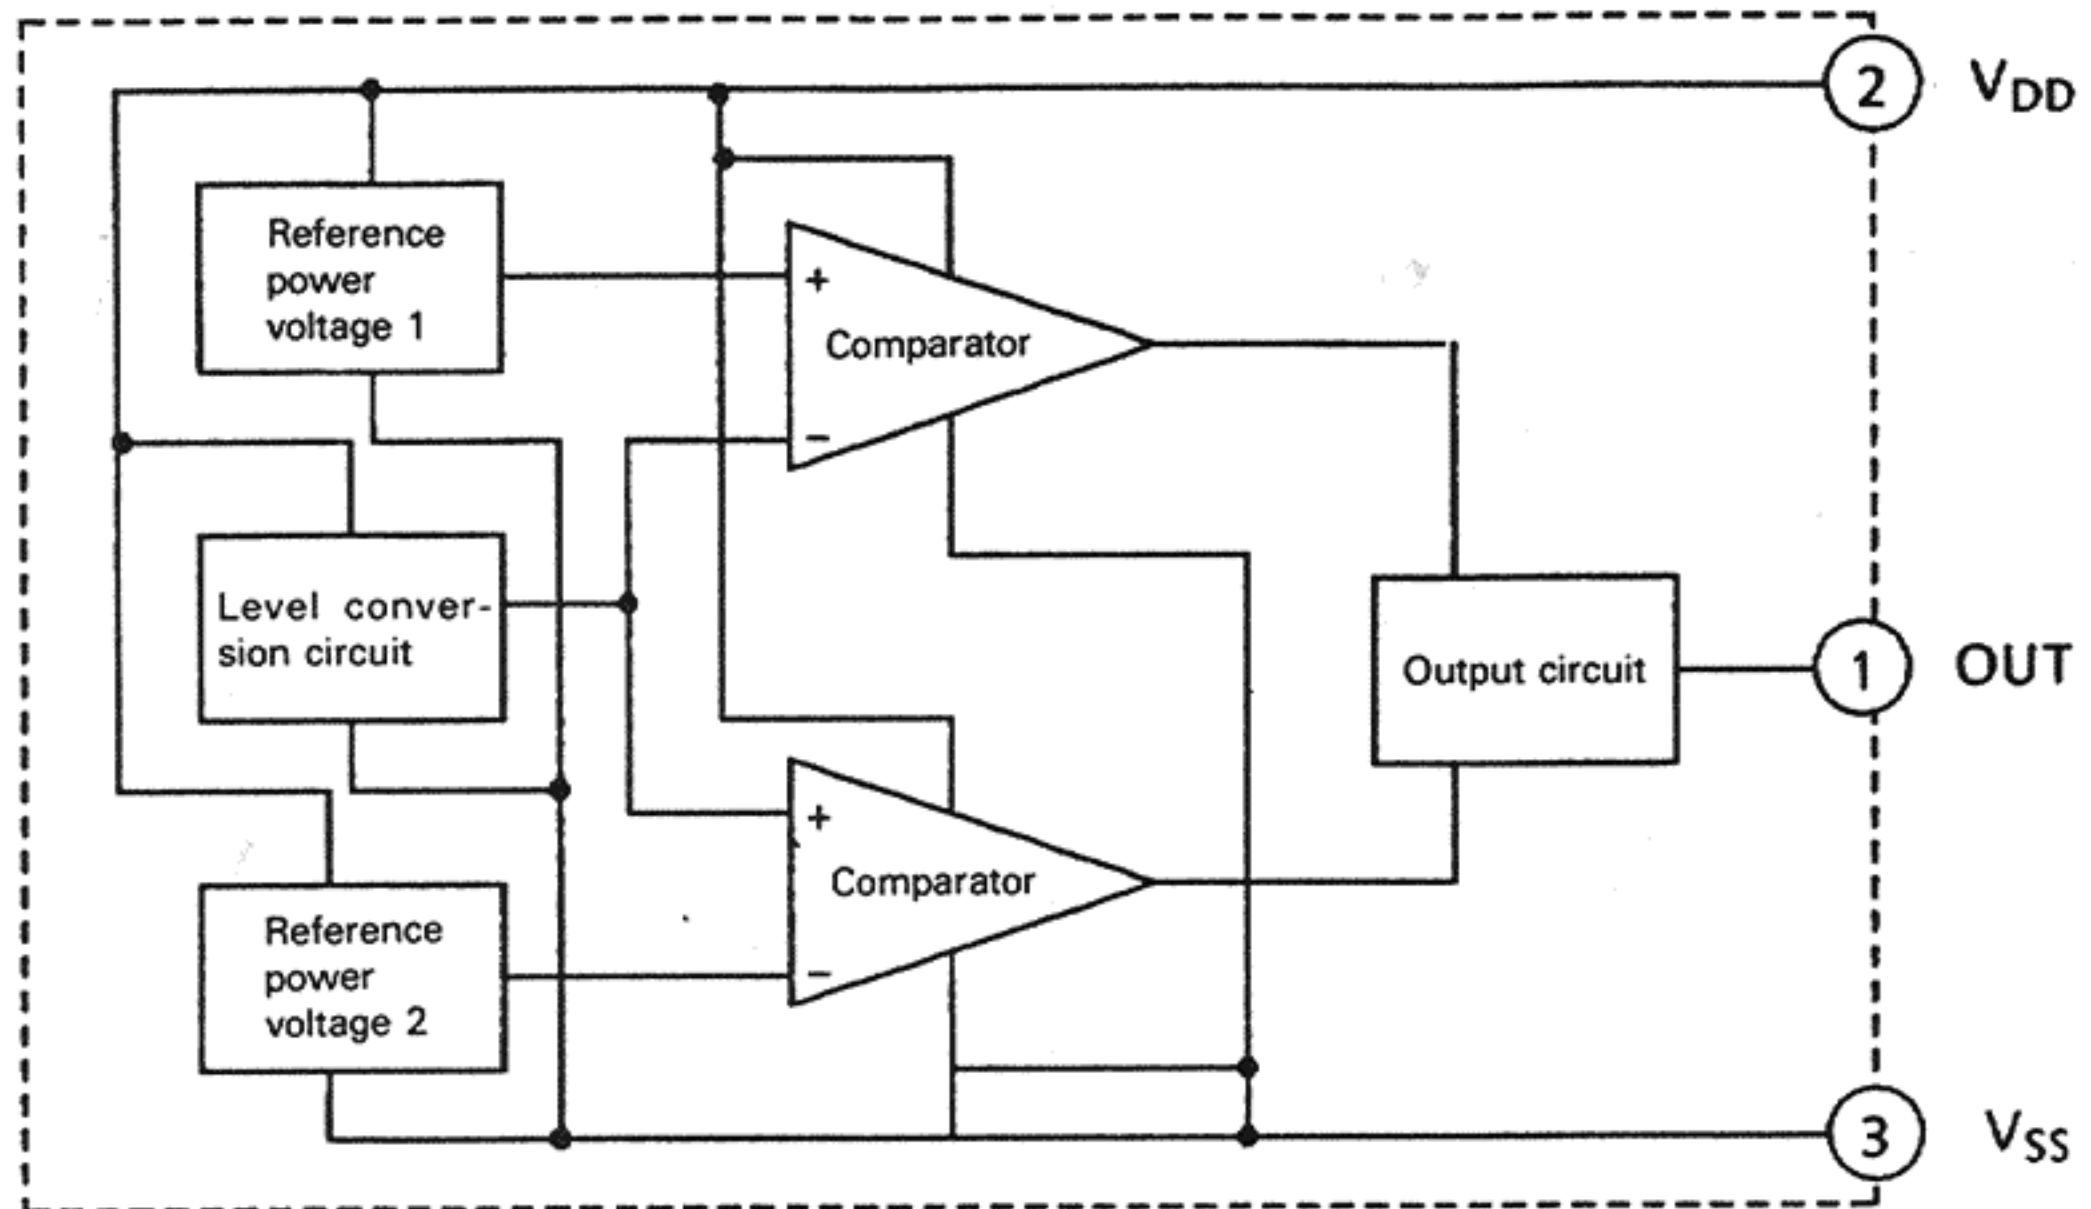 2 VDD
Reference
power
voltage 1
+
Comparator
−
Level conver-
sion circuit
Output circuit
1 OUT
+
Comparator
−
Reference
power
voltage 2
3 VSS